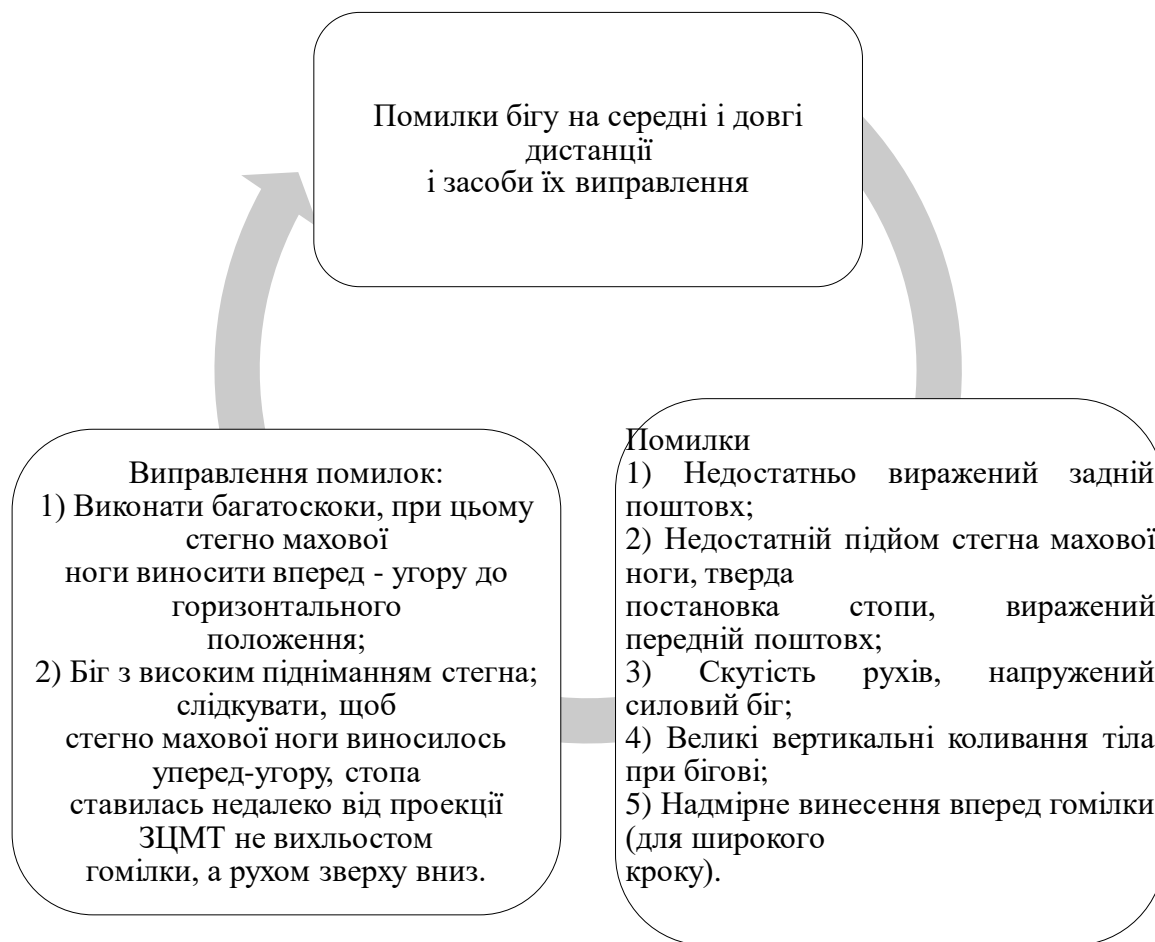 Помилки бігу на середні і довгі
дистанції
і засоби їх виправлення
Помилки
1) Недостатньо виражений задній
поштовх;
2) Недостатній підйом стегна махової
ноги, тверда
постановка стопи, виражений
передній поштовх;
3) Скутість рухів, напружений
силовий біг;
4) Великі вертикальні коливання тіла
при бігові;
5) Надмірне винесення вперед гомілки
(для широкого
кроку).
Виправлення помилок:
1) Виконати багатоскоки, при цьому
стегно махової
ноги виносити вперед - угору до
горизонтального
положення;
2) Біг з високим підніманням стегна;
слідкувати, щоб
стегно махової ноги виносилось
уперед-угору, стопа
ставилась недалеко від проекції
ЗЦМТ не вихльостом
гомілки, а рухом зверху вниз.